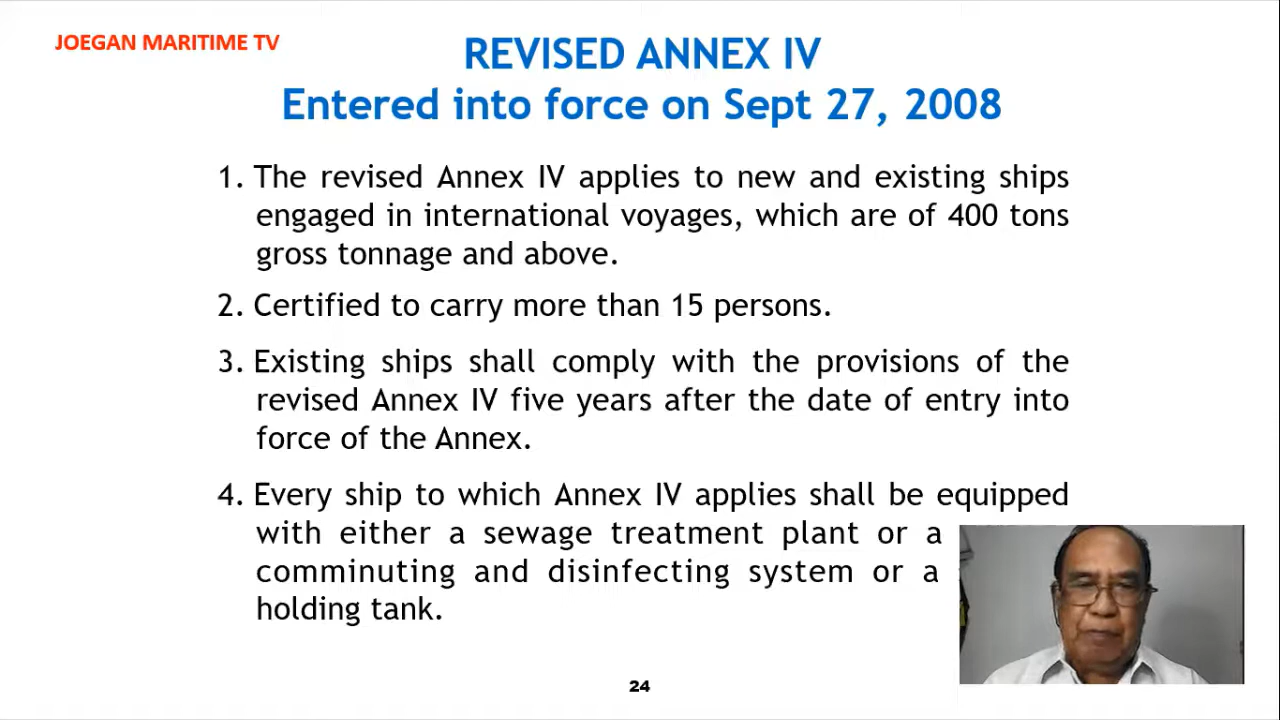 JOEGAN MARITIME TV
REVISED ANNEX IV
Entered into force on Sept 27, 2008
1. The revised Annex IV applies to new and existing ships
engaged in international voyages, which are of 400 tons
gross tonnage and above.
2. Certified to carry more than 15 persons.
3. Existing ships shall comply with the provisions of the
revised Annex IV five years after the date of entry into
force of the Annex.
4. Every ship to which Annex IV applies shall be equipped
with either a sewage treatment plant or a
comminuting and disinfecting system or a
holding tank.
24